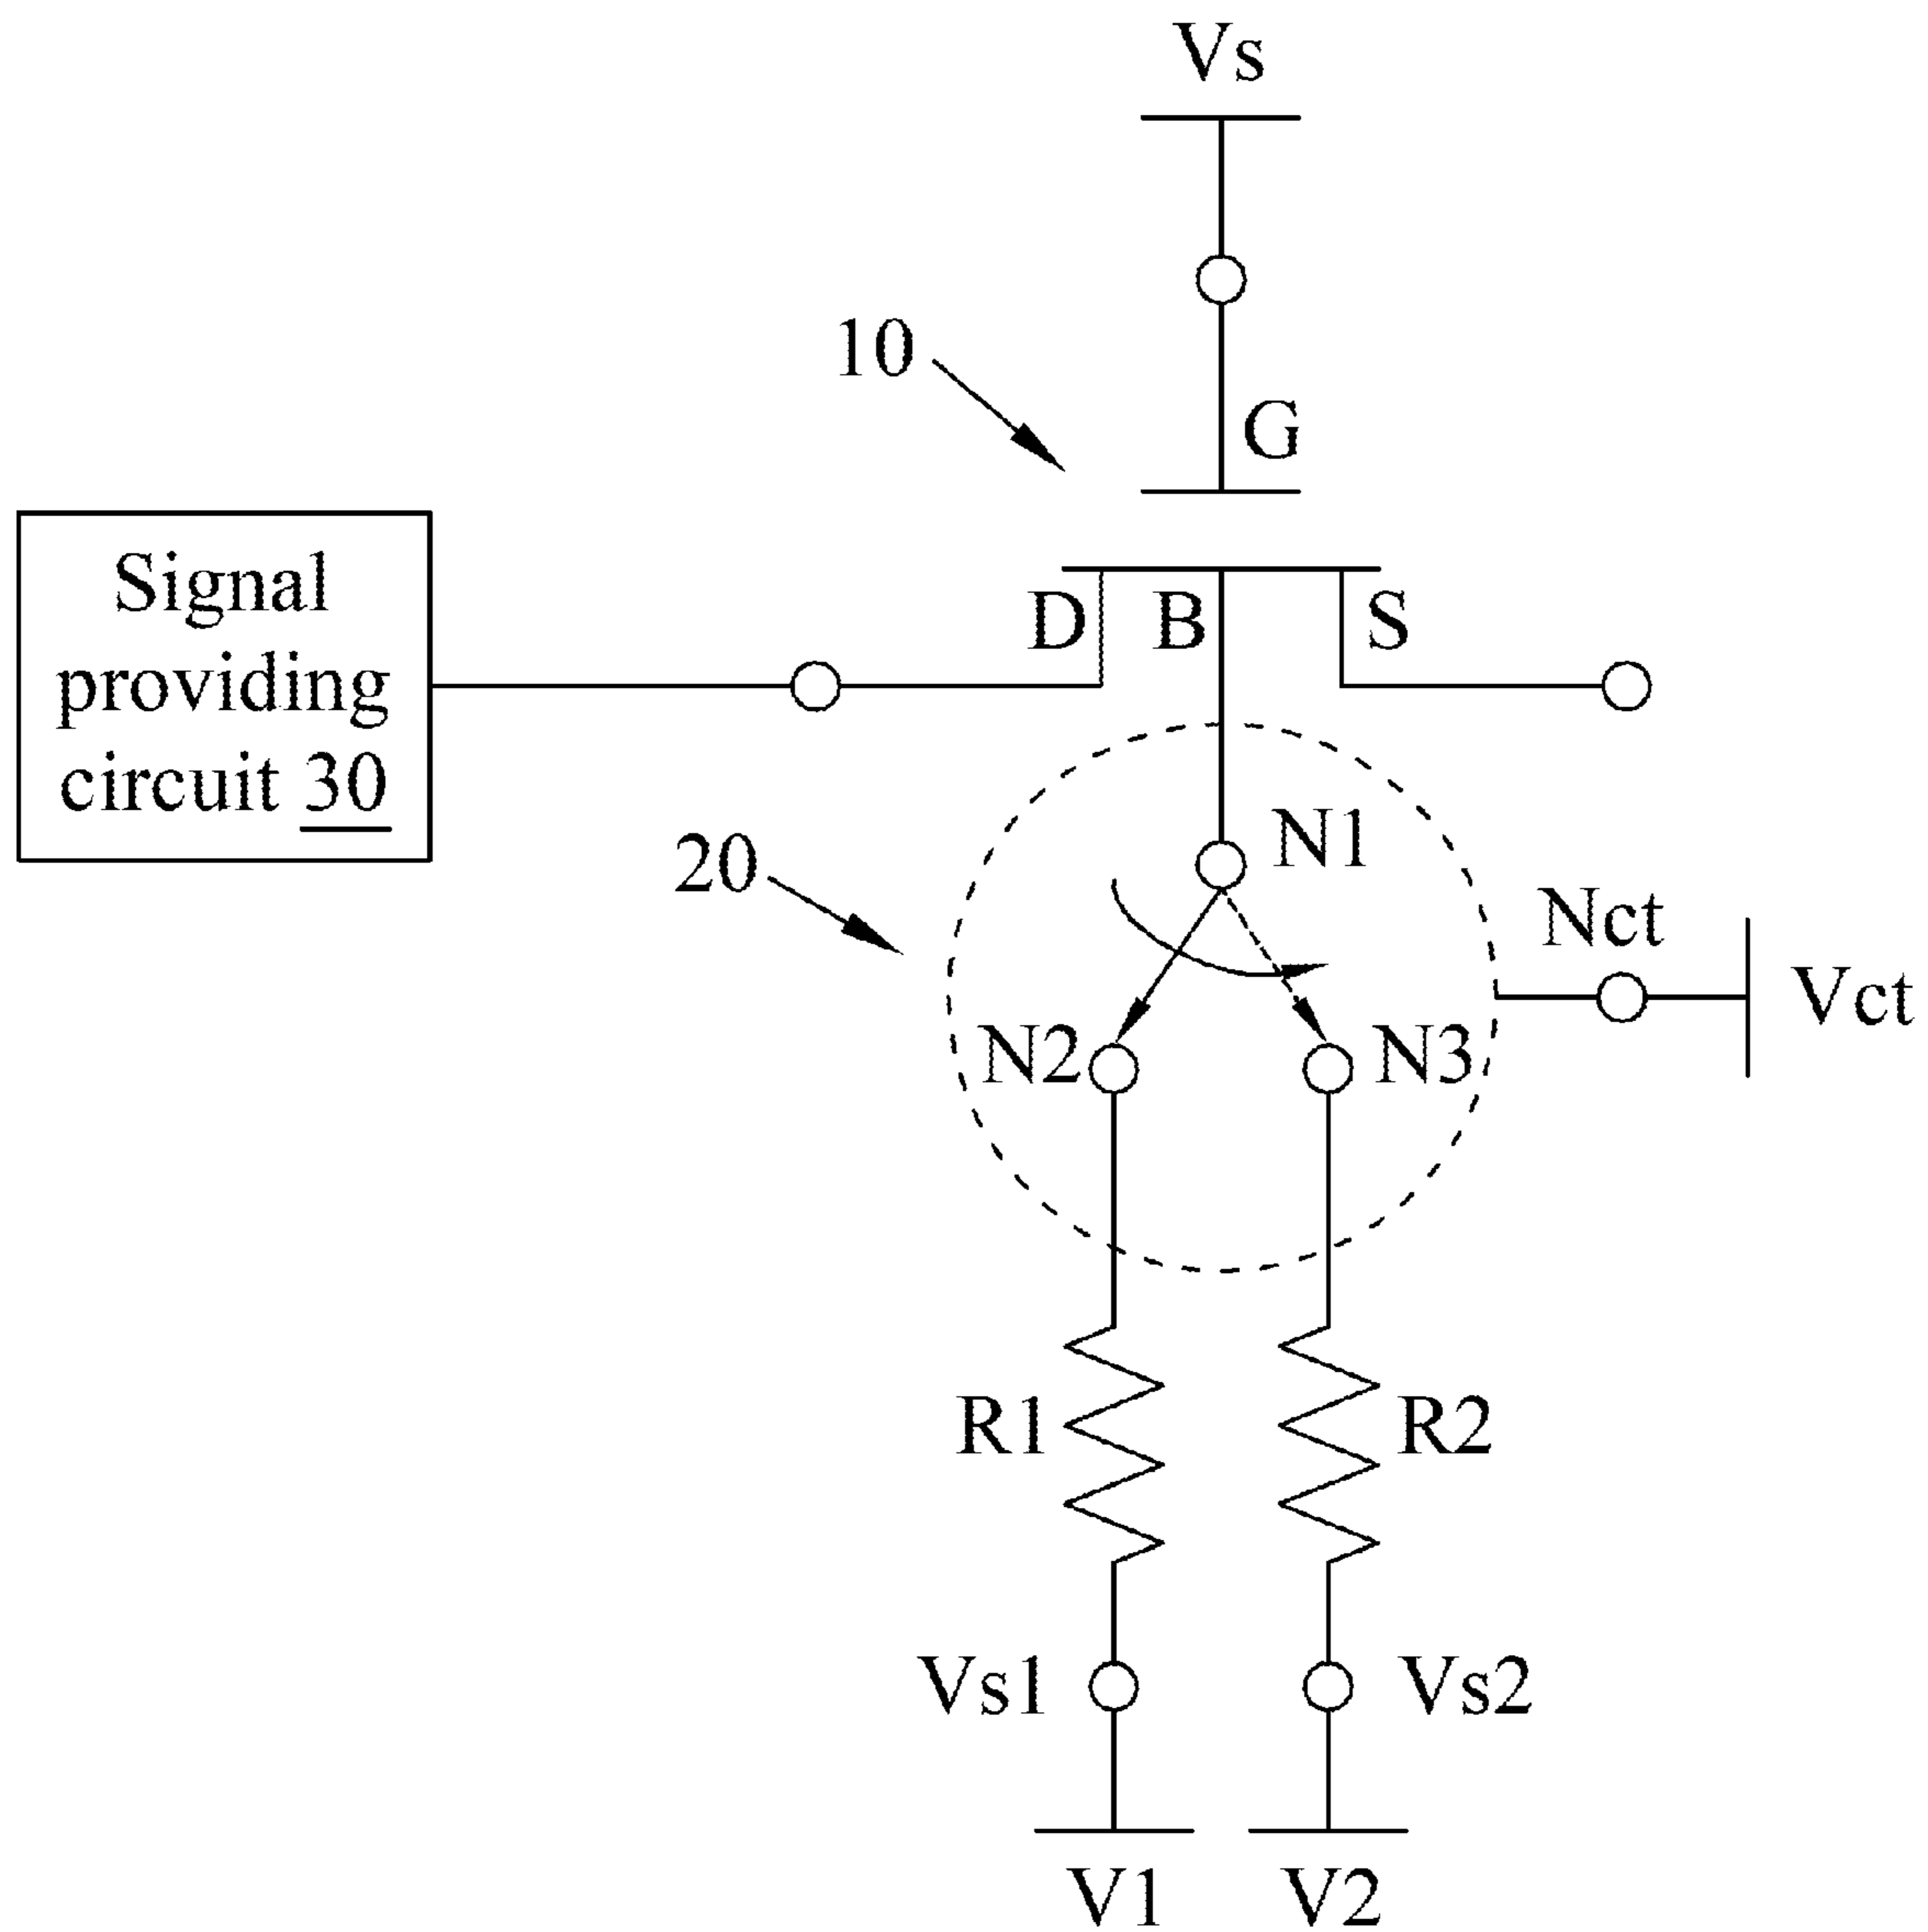 Vs
10
G
Signal
providing
circuit 30
D
B
S
20
N1
Nct
Vct
N2
N3
R1
R2
Vs1
Vs2
V1
V2